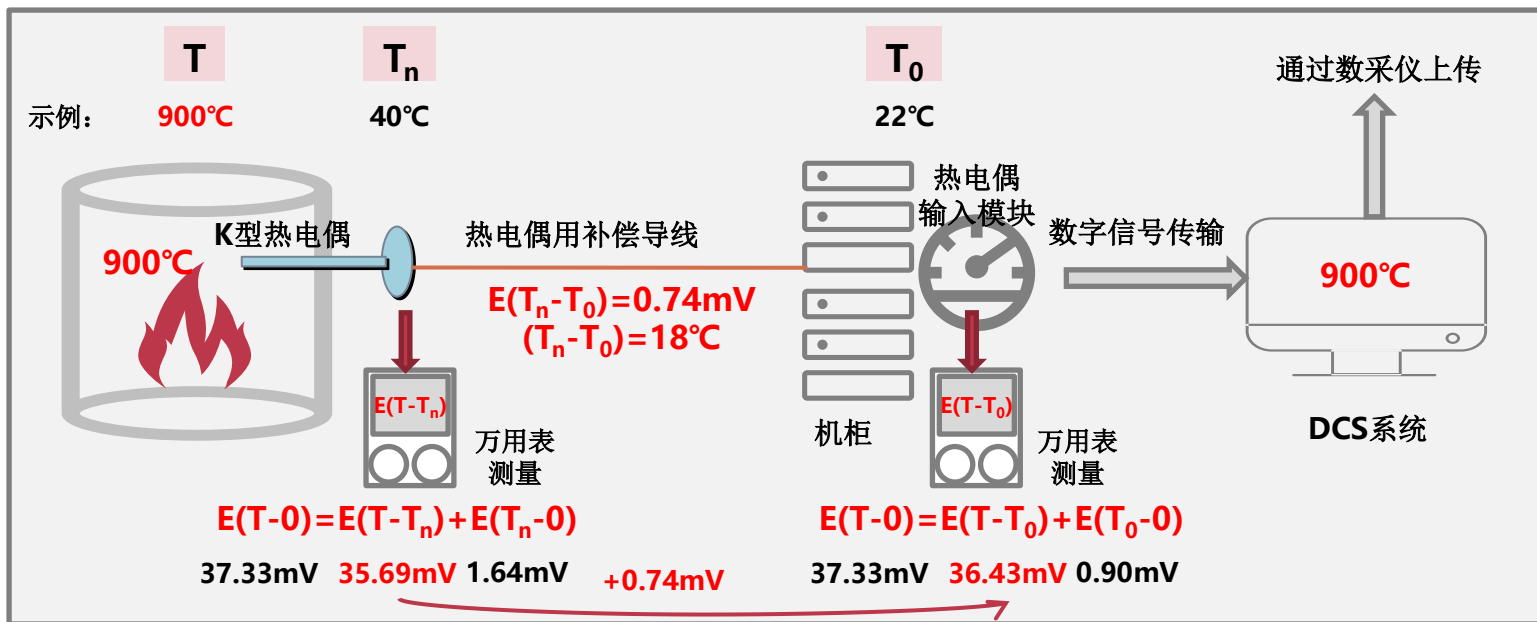 T
Tn
T0
通过数采仪上传
示例：
900℃
40℃
22℃
热电偶
输入模块
K型热电偶
热电偶用补偿导线
数字信号传输
900℃
900℃
E(Tn-T0)=0.74mV
(Tn-T0)=18℃
E(T-Tn)
E(T-T0)
机柜
DCS系统
万用表
测量
万用表
测量
E(T-0)=E(T-Tn)+E(Tn-0)
E(T-0)=E(T-T0)+E(T0-0)
37.33mV 35.69mV 1.64mV
+0.74mV
37.33mV 36.43mV 0.90mV